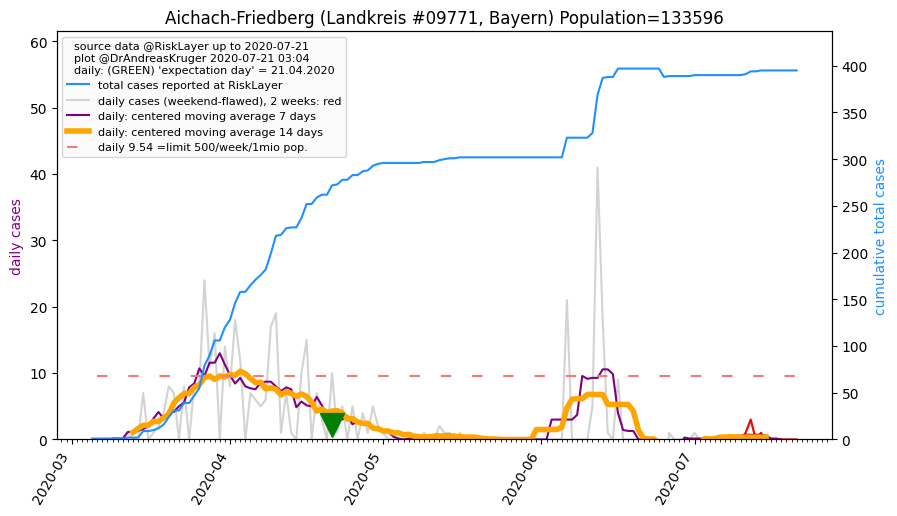 Aichach-Friedberg (Landkreis #09771, Bayern) Population=133596
source data @RiskLayer up to 2020-07-21
plot @DrAndreasKruger 2020-07-21 03:04
daily: (GREEN) 'expectation day' = 21.04.2020
total cases reported at RiskLayer
daily cases (weekend-flawed), 2 weeks: red
daily: centered moving average 7 days
daily: centered moving average 14 days
daily 9.54 =limit 500/week/1mio pop.
daily cases
60
50
40
30
20
10
0
cumulative total cases
400
350
300
250
200
150
100
50
0
2020-03
2020-04
2020-05
2020-06
2020-07